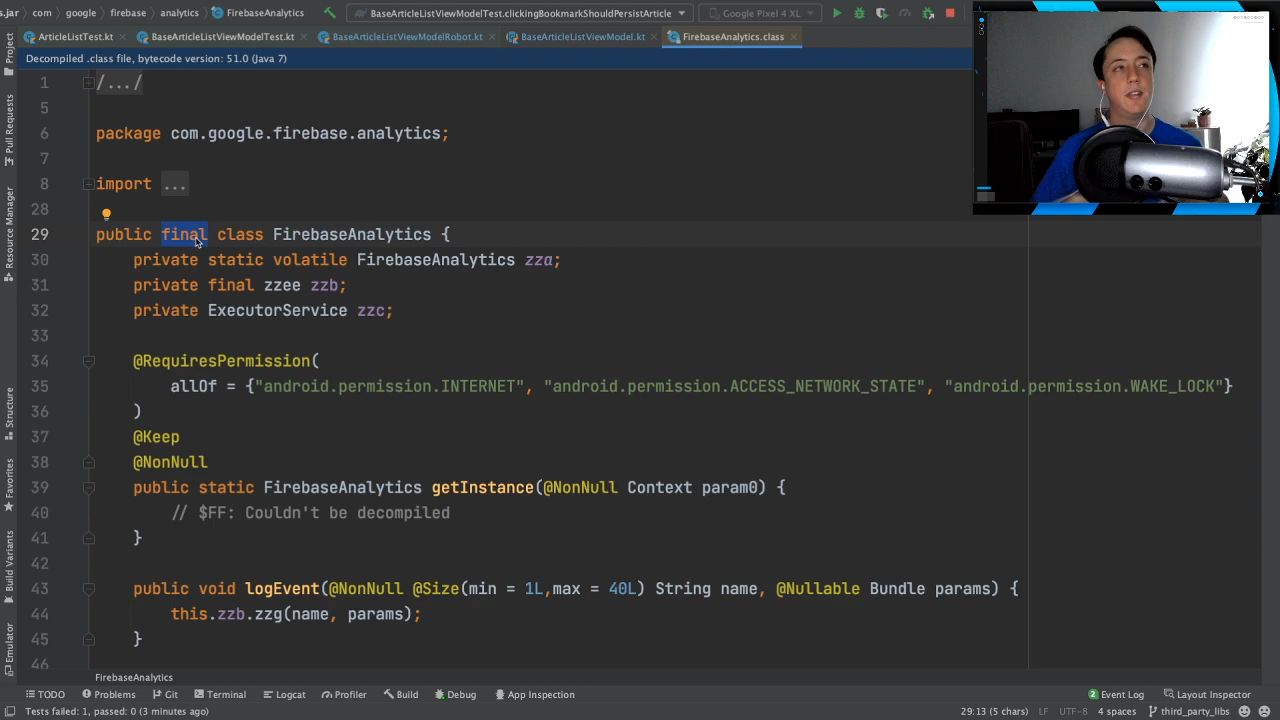 s.jar
com
google
firebase
analytics
FirebaseAnalytics
BaseArticleListViewModelTest.clickingBookmarkShouldPersistArticle
Google Pixel 4 XL
ArticleListTest.kt
BaseArticleListViewModelTest.kt
BaseArticleListViewModelRobot.kt
BaseArticleListViewModel.kt
FirebaseAnalytics.class
Decompiled .class file, bytecode version: 51.0 (Java 7)
Project
Pull Requests
Resource Manager
Structure
Favorites
Build Variants
Emulator
1 /.../
5
6 package com.google.firebase.analytics;
7
8 import ...
28
29 public final class FirebaseAnalytics {
30 private static volatile FirebaseAnalytics zza;
31 private final zzee zzb;
32 private ExecutorService zzc;
33
34 @RequiresPermission(
35 allOf = {"android.permission.INTERNET", "android.permission.ACCESS_NETWORK_STATE", "android.permission.WAKE_LOCK"}
36 )
37 @Keep
38 @NonNull
39 public static FirebaseAnalytics getInstance(@NonNull Context param0) {
40 // $FF: Couldn't be decompiled
41 }
42
43 public void logEvent(@NonNull @Size(min = 1L,max = 40L) String name, @Nullable Bundle params) {
44 this.zzb.zzg(name, params);
45 }
46
FirebaseAnalytics
TODO Problems Git Terminal Logcat Profiler Build Debug App Inspection 2 Event Log Layout Inspector
Tests failed: 1, passed: 0 (3 minutes ago) 29:13 (5 chars) LF UTF-8 4 spaces third_party_libs